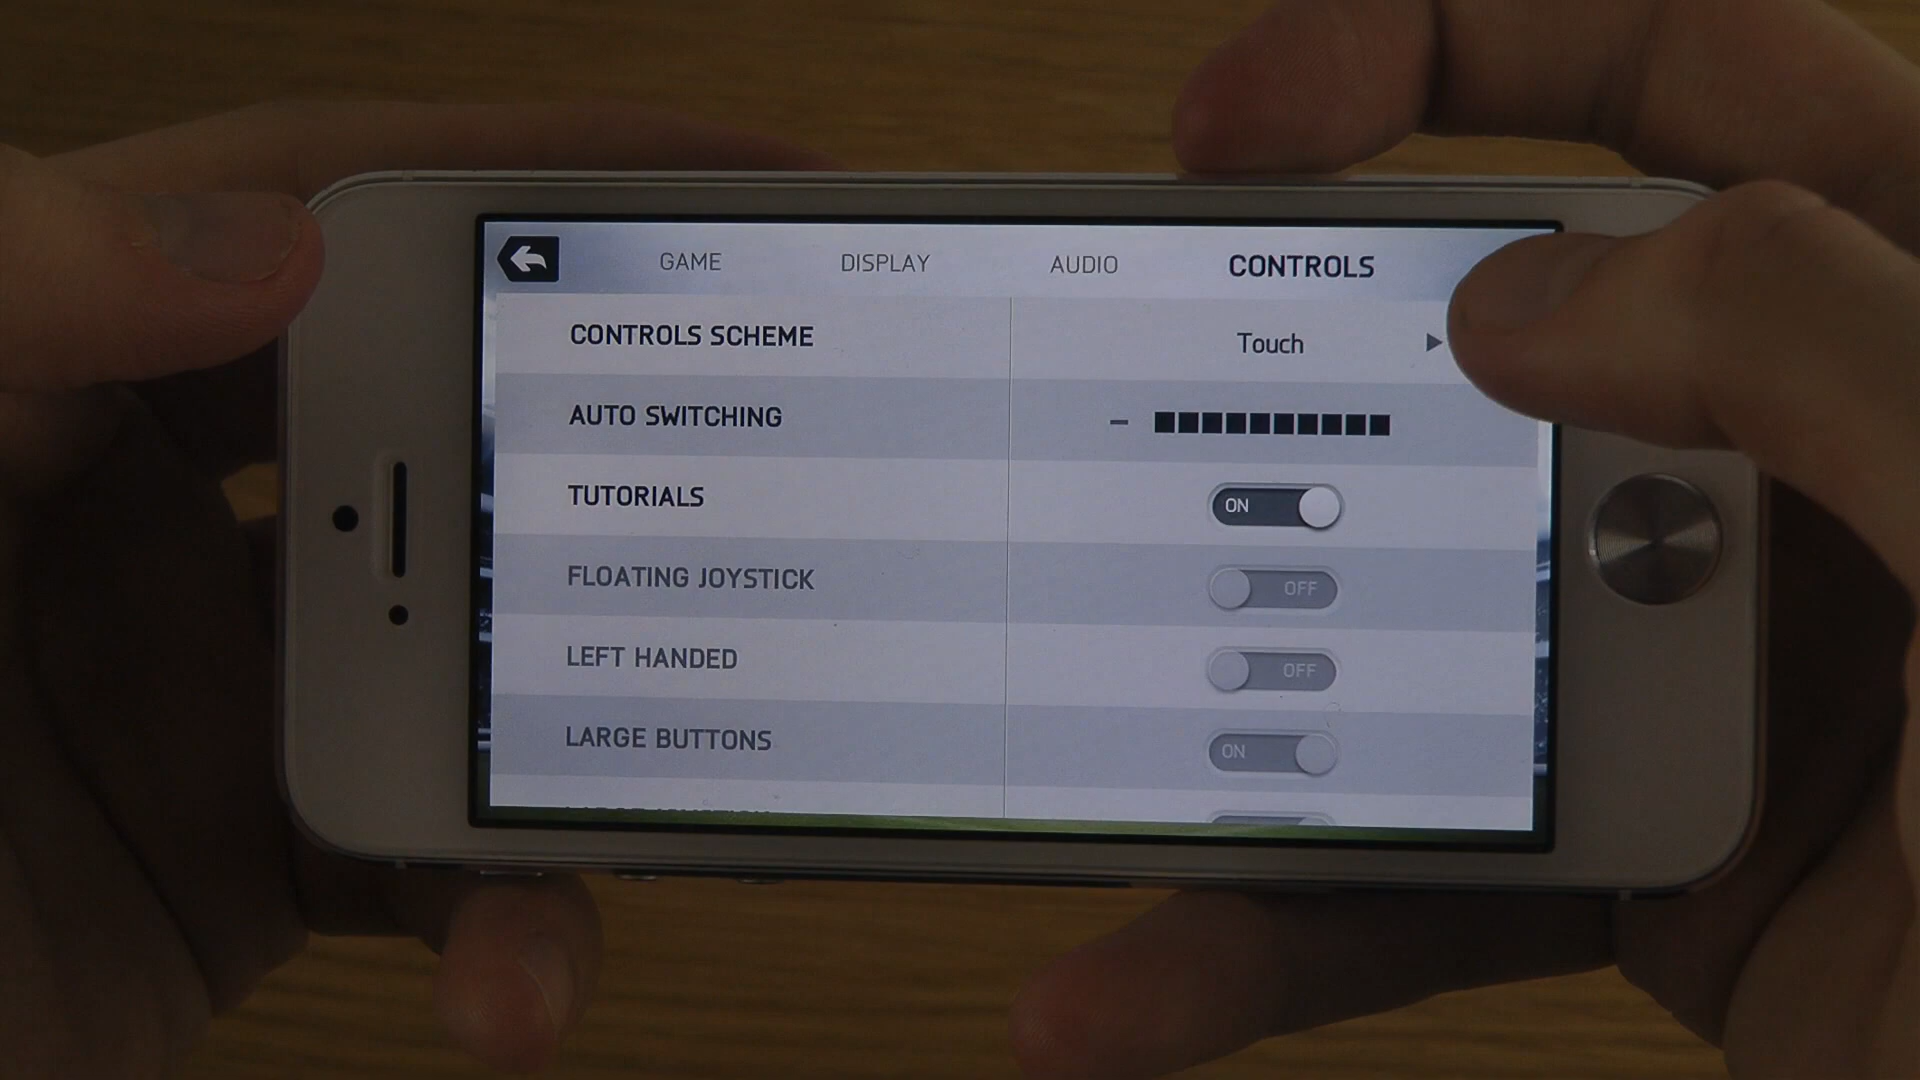 GAME DISPLAY AUDIO CONTROLS
CONTROLS SCHEME Touch
AUTO SWITCHING
TUTORIALS ON
FLOATING JOYSTICK OFF
LEFT HANDED OFF
LARGE BUTTONS ON